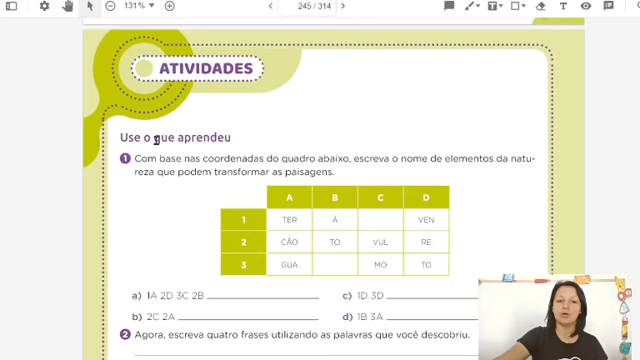 131%
245 / 314
ATIVIDADES
Use o que aprendeu
1 Com base nas coordenadas do quadro abaixo, escreva o nome de elementos da natu-
reza que podem transformar as paisagens.
A B C D
1 TER Á VEN
2 CÃO TO VUL RE
3 GUA MO TO
a) 1A 2D 3C 2B
c) 1D 3D
b) 2C 2A
d) 1B 3A
2 Agora, escreva quatro frases utilizando as palavras que você descobriu.